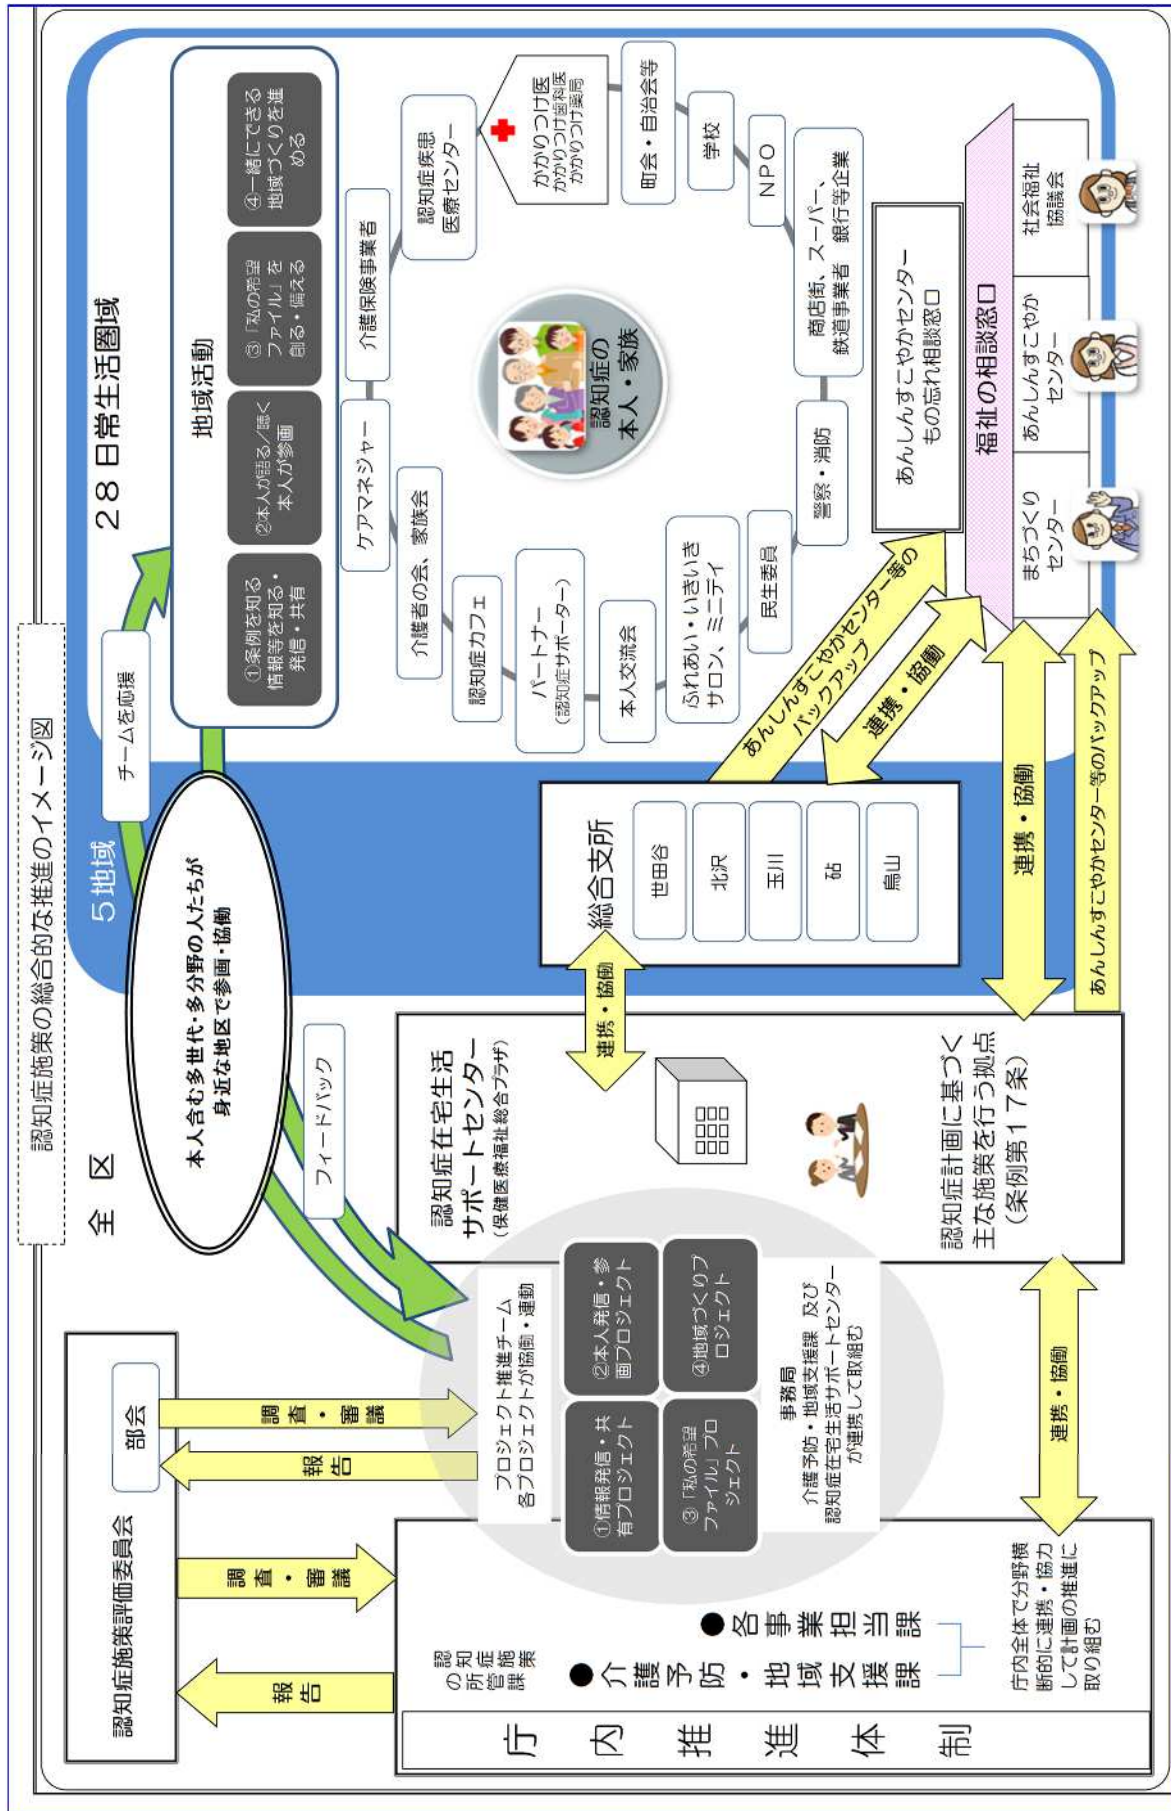 認知症施策の総合的な推進のイメージ図
全 区
5地域
28日常生活圏域
認知症施策評価委員会
部会
報告
調査・審議
報告
調査・審議
庁内推進体制
認知症施策
の所管課
●介護予防・地域支援課
●各事業担当課
庁内全体で分野横
断的に連携・協力
して計画の推進に
取り組む
プロジェクト推進チーム
各プロジェクトが協働・連動
①情報発信・共
有プロジェクト
②本人発信・参
画プロジェクト
③「私の希望
ファイル」プロ
ジェクト
④地域づくりプ
ロジェクト
事務局
介護予防・地域支援課 及び
認知症在宅生活サポートセンター
が連携して取組む
連携・協働
本人含む多世代・多分野の人たちが
身近な地区で参画・協働
フィードバック
チームを応援
認知症在宅生活
サポートセンター
(保健医療福祉総合プラザ)
認知症計画に基づく
主な施策を行う拠点
(条例第17条)
連携・協働
総合支所
世田谷
北沢
玉川
砧
烏山
あんしんすこやかセンター等の
バックアップ
連携・協働
連携・協働
あんしんすこやかセンター等のバックアップ
地域活動
①条例を知る
情報等を知る・
発信・共有
②本人が語る／聴く
本人が参画
③「私の希望
ファイル」を
創る・備える
④一緒にできる
地域づくりを進
める
ケアマネジャー
介護保険事業者
認知症疾患
医療センター
かかりつけ医
かかりつけ歯科医
かかりつけ薬局
町会・自治会等
学校
NPO
商店街、スーパー、
鉄道事業者 銀行等企業
警察・消防
民生委員
ふれあい・いきいき
サロン、ミニデイ
本人交流会
パートナー
(認知症サポーター)
認知症カフェ
介護者の会、家族会
認知症の
本人・家族
あんしんすこやかセンター
もの忘れ相談窓口
福祉の相談窓口
まちづくり
センター
あんしんすこやか
センター
社会福祉
協議会